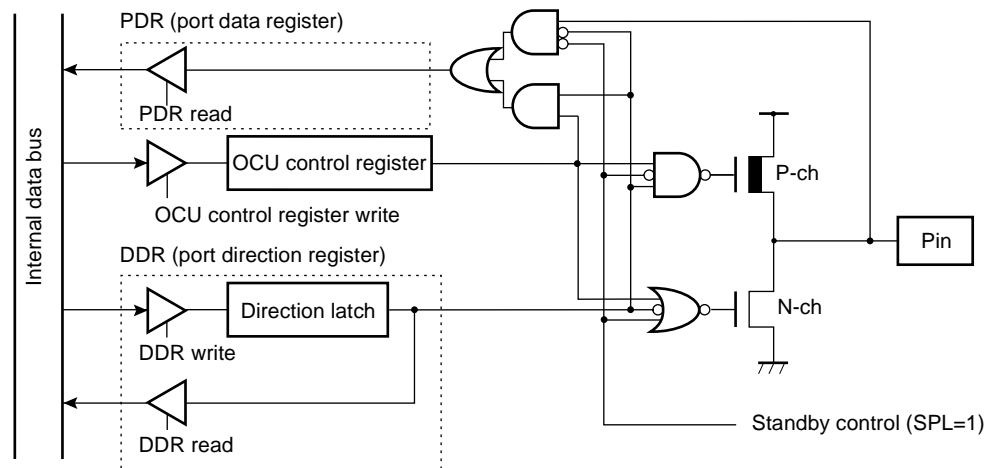 PDR (port data register)
PDR read
OCU control register
OCU control register write
P-ch
Pin
Internal data bus
DDR (port direction register)
Direction latch
N-ch
DDR write
DDR read
Standby control (SPL=1)